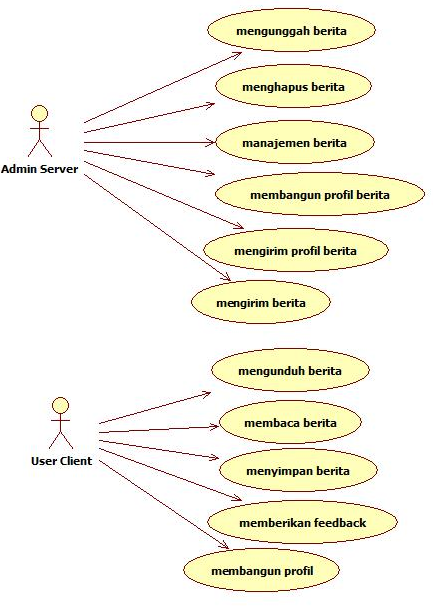 mengunggah berita
menghapus berita
manajemen berita
Admin Server
membangun profil berita
mengirim profil berita
mengirim berita
mengunduh berita
membaca berita
User Client
menyimpan berita
memberikan feedback
membangun profil